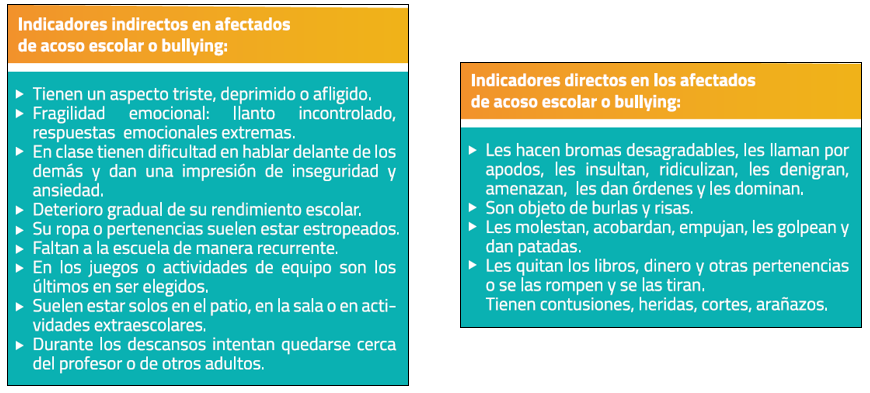 Indicadores indirectos en afectados
de acoso escolar o bullying:
Tienen un aspecto triste, deprimido o afligido.
Fragilidad emocional: llanto incontrolado,
respuestas emocionales extremas.
En clase tienen dificultad en hablar delante de los
demás y dan una impresión de inseguridad y
ansiedad.
Deterioro gradual de su rendimiento escolar.
Su ropa o pertenencias suelen estar estropeados.
Faltan a la escuela de manera recurrente.
En los juegos o actividades de equipo son los
últimos en ser elegidos.
Suelen estar solos en el patio, en la sala o en acti-
vidades extraescolares.
Durante los descansos intentan quedarse cerca
del profesor o de otros adultos.
Indicadores directos en los afectados
de acoso escolar o bullying:
Les hacen bromas desagradables, les llaman por
apodos, les insultan, ridiculizan, les denigran,
amenazan, les dan órdenes y les dominan.
Son objeto de burlas y risas.
Les molestan, acobardan, empujan, les golpean y
dan patadas.
Les quitan los libros, dinero y otras pertenencias
o se las rompen y se las tiran.
Tienen contusiones, heridas, cortes, arañazos.